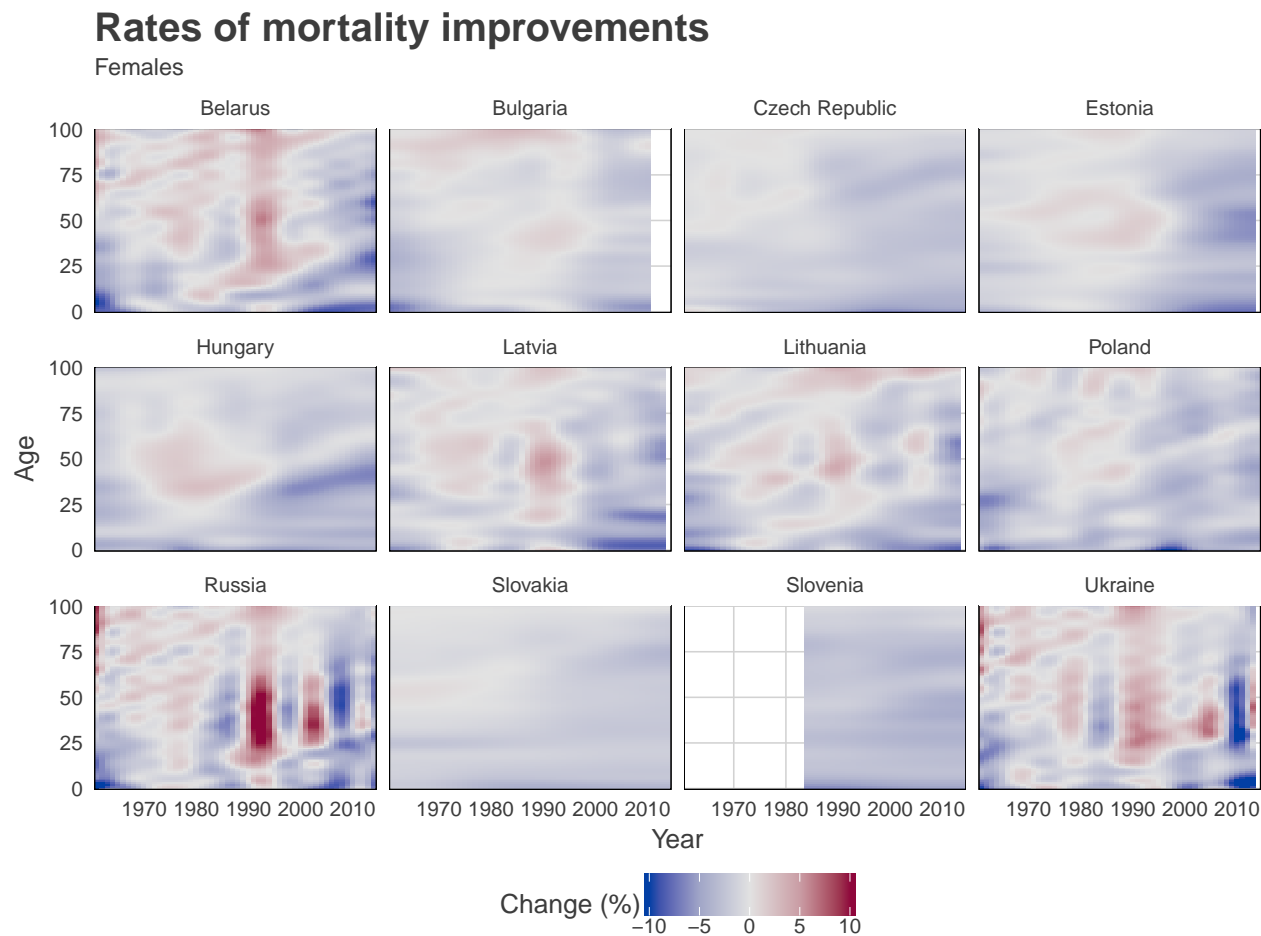 Rates of mortality improvements
Females
Belarus Bulgaria Czech Republic Estonia
100
75
50
25
0
Hungary Latvia Lithuania Poland
100
75
50
25
0
Age
Russia Slovakia Slovenia Ukraine
100
75
50
25
0
1970 1980 1990 2000 2010 1970 1980 1990 2000 2010 1970 1980 1990 2000 2010 1970 1980 1990 2000 2010
Year
Change (%)
−10 −5 0 5 10